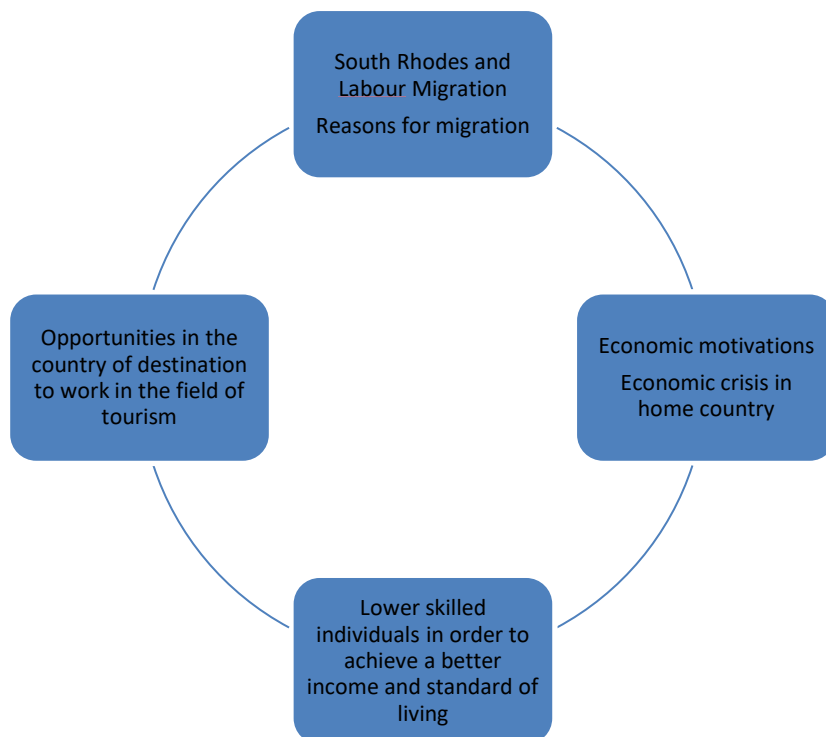 South Rhodes and
Labour Migration
Reasons for migration
Opportunities in the
country of destination
to work in the field of
tourism
Economic motivations
Economic crisis in
home country
Lower skilled
individuals in order to
achieve a better
income and standard of
living